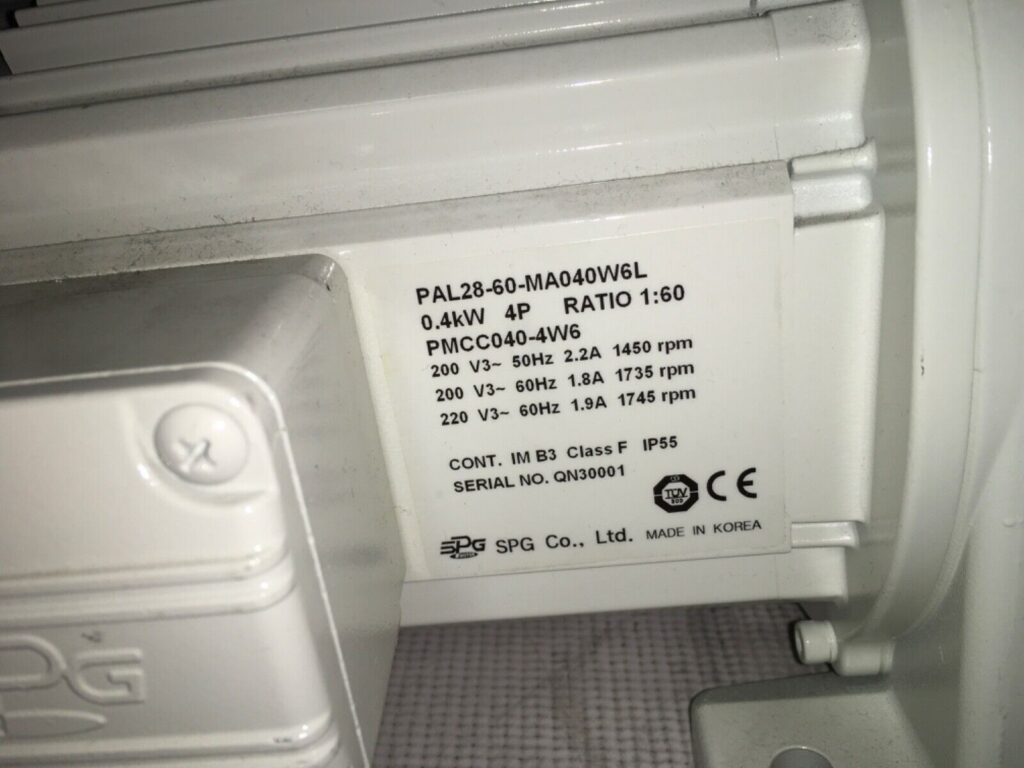 PAL28-60-MA040W6L
0.4kW 4P RATIO 1:60
PMCC040-4W6
200 V3~ 50Hz 2.2A 1450 rpm
200 V3~ 60Hz 1.8A 1735 rpm
220 V3~ 60Hz 1.9A 1745 rpm
CONT. IM B3 Class F IP55
SERIAL NO. QN30001
TÜV CE
SPG SPG Co., Ltd. MADE IN KOREA
PG